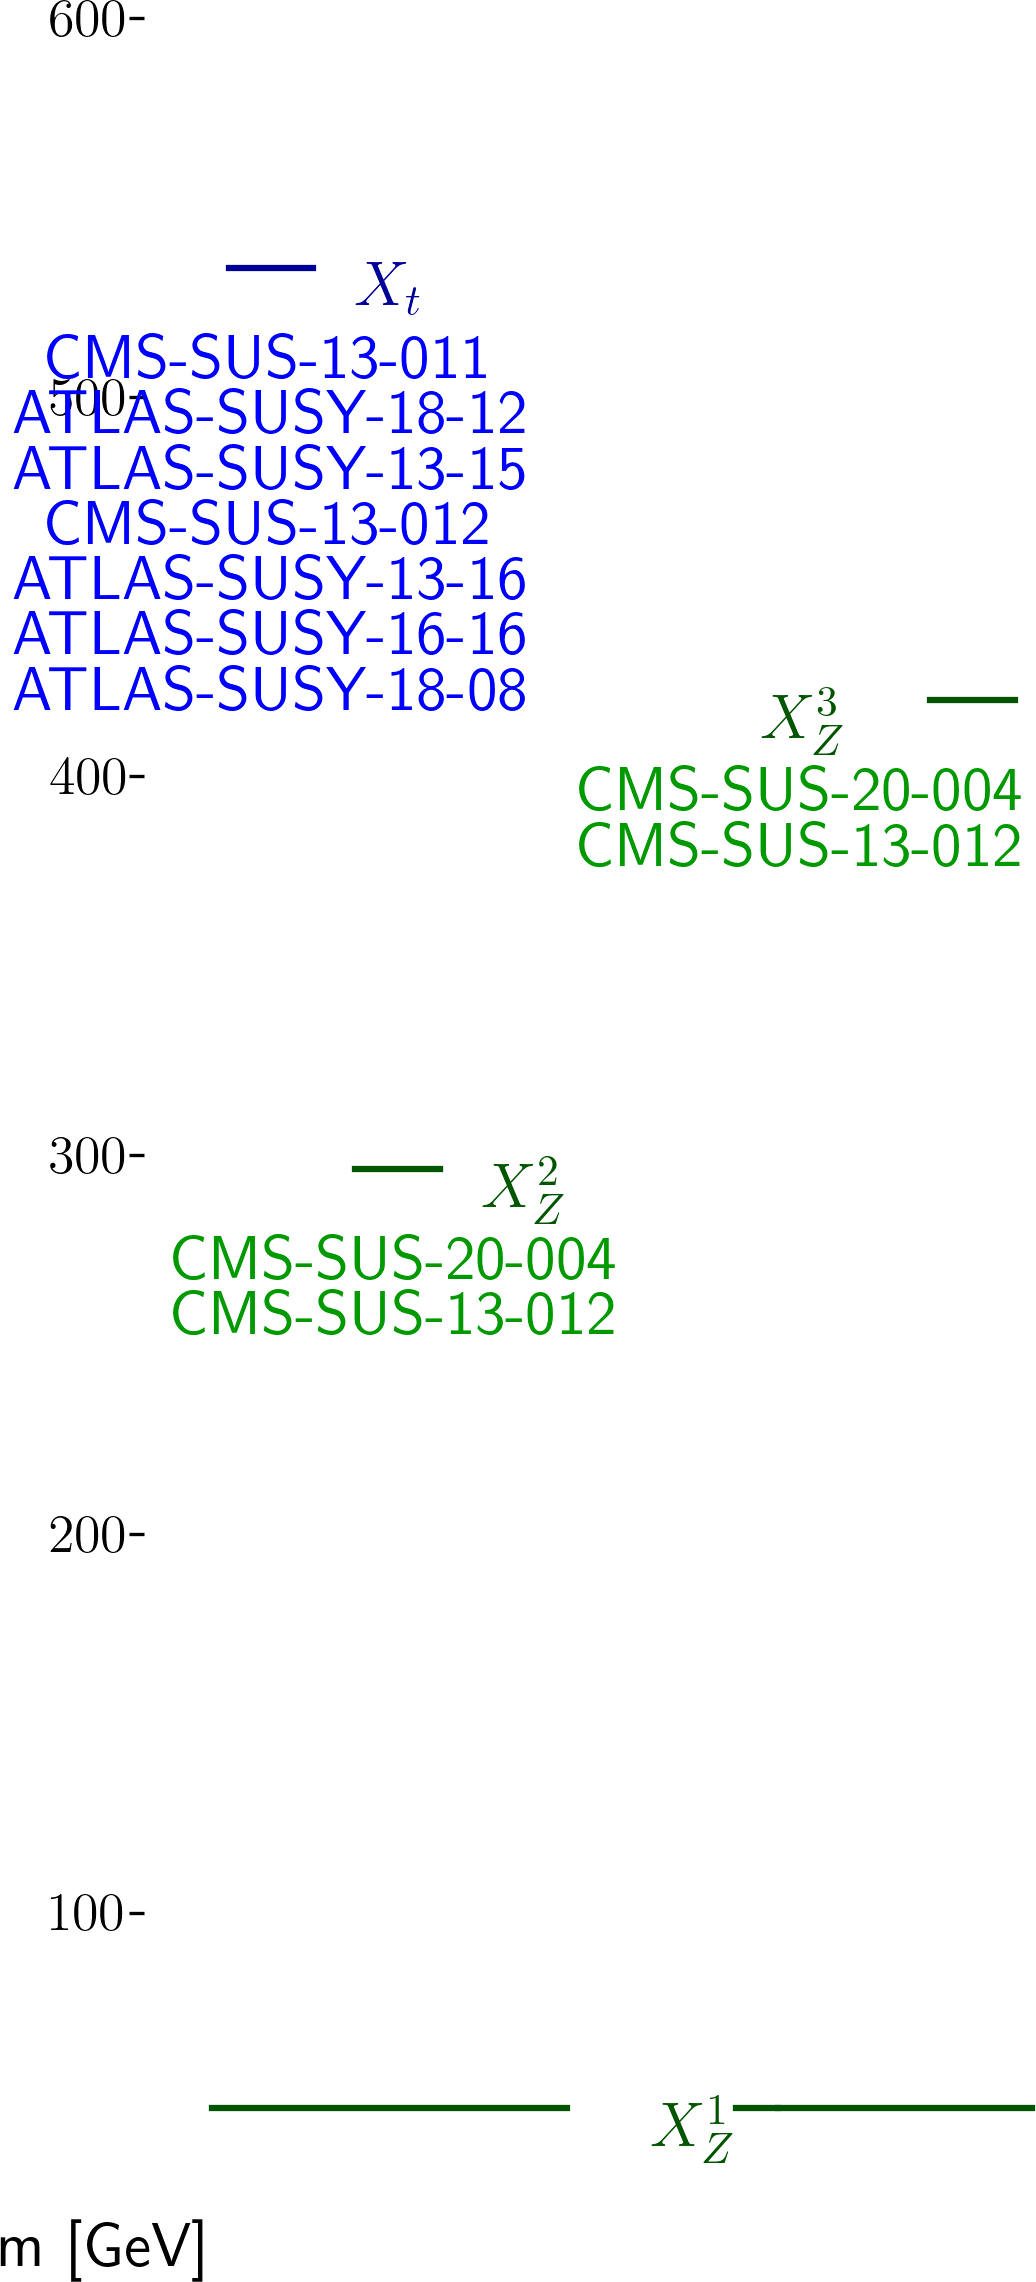 600-
X_t
CMS-SUS-13-011
500-
ATLAS-SUSY-18-12
ATLAS-SUSY-13-15
CMS-SUS-13-012
ATLAS-SUSY-13-16
ATLAS-SUSY-16-16
ATLAS-SUSY-18-08
X_Z^3
400-
CMS-SUS-20-004
CMS-SUS-13-012
300-
X_Z^2
CMS-SUS-20-004
CMS-SUS-13-012
200-
100-
X_Z^1
m [GeV]